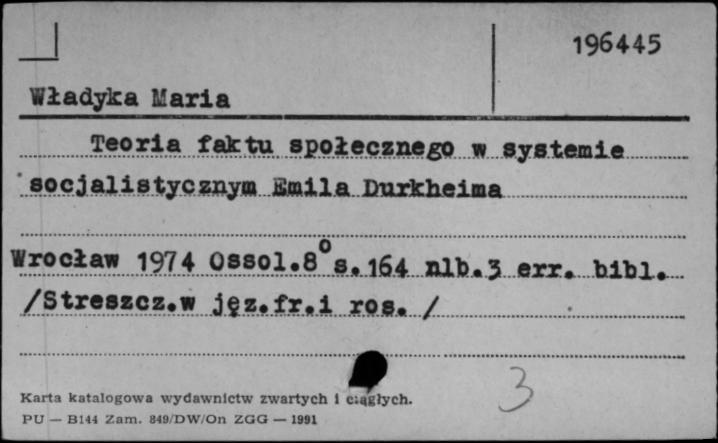 196445
Władyka Maria
Teoria faktu społecznego w systemie
socjalistycznym Emila Durkheima
Wrocław 1974 Ossol.8° s.164 nlb.3 err. bibl.
/Streszcz.w jęz.fr.i ros. /
3
Karta katalogowa wydawnictw zwartych i ciągłych.
PU — B144 Zam. 849/DW/On ZGG — 1991